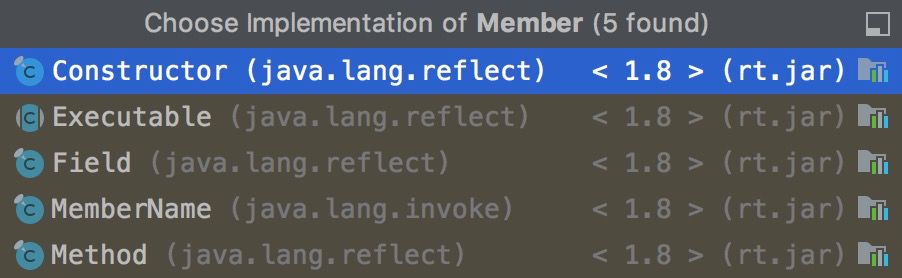 Choose Implementation of Member (5 found)
Constructor (java.lang.reflect) < 1.8 > (rt.jar)
Executable (java.lang.reflect) < 1.8 > (rt.jar)
Field (java.lang.reflect) < 1.8 > (rt.jar)
MemberName (java.lang.invoke) < 1.8 > (rt.jar)
Method (java.lang.reflect) < 1.8 > (rt.jar)